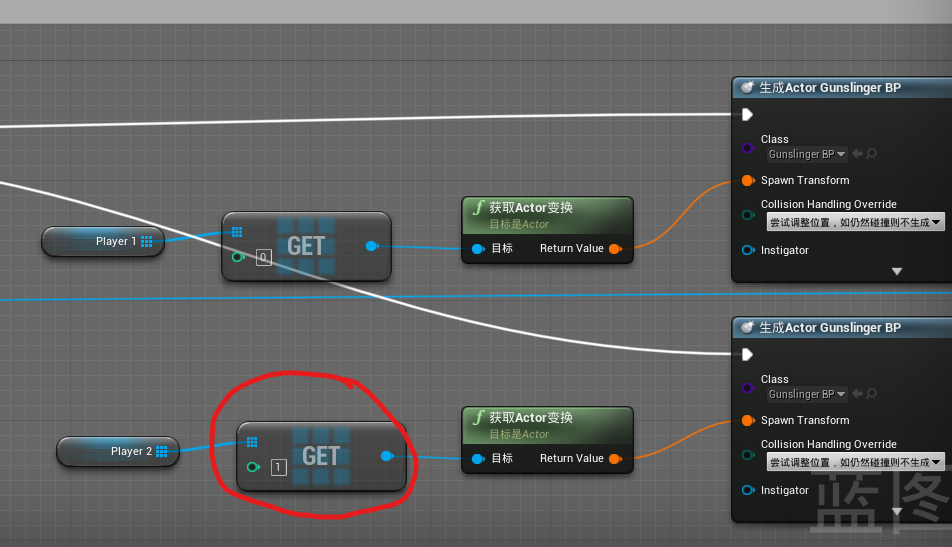 生成Actor Gunslinger BP
Class
Gunslinger BP
Spawn Transform
Collision Handling Override
尝试调整位置，如仍然碰撞则不生成
Instigator
Player 1
0
GET
获取Actor变换
目标是Actor
目标 Return Value
生成Actor Gunslinger BP
Class
Gunslinger BP
Spawn Transform
Collision Handling Override
尝试调整位置，如仍然碰撞则不生成
Instigator
Player 2
1
GET
获取Actor变换
目标是Actor
目标 Return Value
蓝图